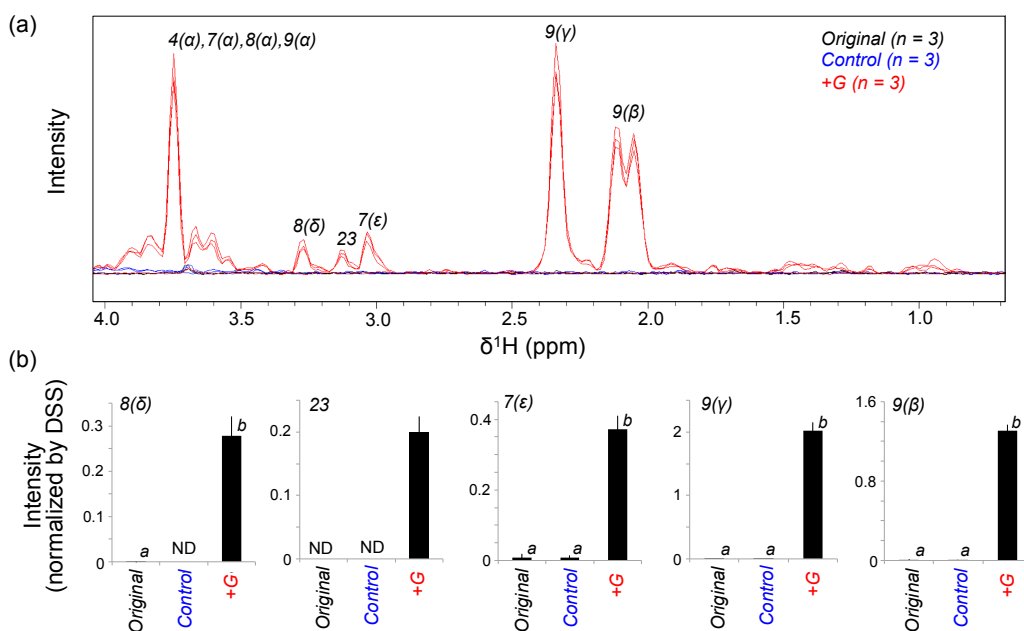 (a)
4(α),7(α),8(α),9(α)
9(γ)
Original (n = 3)
Control (n = 3)
+G (n = 3)
9(β)
8(δ)
23
7(ε)
Intensity
4.0 3.5 3.0 2.5 2.0 1.5 1.0
δ¹H (ppm)
(b)
Intensity
(normalized by DSS)
8(δ)
0.3
0.2
0.1
0
a
ND
b
Original
Control
+G
23
0.2
0.1
0
ND
ND
Original
Control
+G
7(ε)
0.4
0.2
0
a
a
b
Original
Control
+G
9(γ)
2
1
0
a
a
b
Original
Control
+G
9(β)
1.6
1.2
0.8
0.4
0
a
a
b
Original
Control
+G